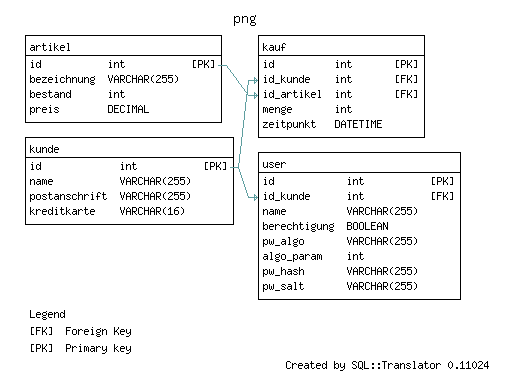 png
artikel
id int [PK]
bezeichnung VARCHAR(255)
bestand int
preis DECIMAL
kauf
id int [PK]
id_kunde int [FK]
id_artikel int [FK]
menge int
zeitpunkt DATETIME
kunde
id int [PK]
name VARCHAR(255)
postanschrift VARCHAR(255)
kreditkarte VARCHAR(16)
user
id int [PK]
id_kunde int [FK]
name VARCHAR(255)
berechtigung BOOLEAN
pw_algo VARCHAR(255)
algo_param int
pw_hash VARCHAR(255)
pw_salt VARCHAR(255)
Legend
[FK] Foreign Key
[PK] Primary key
Created by SQL::Translator 0.11024